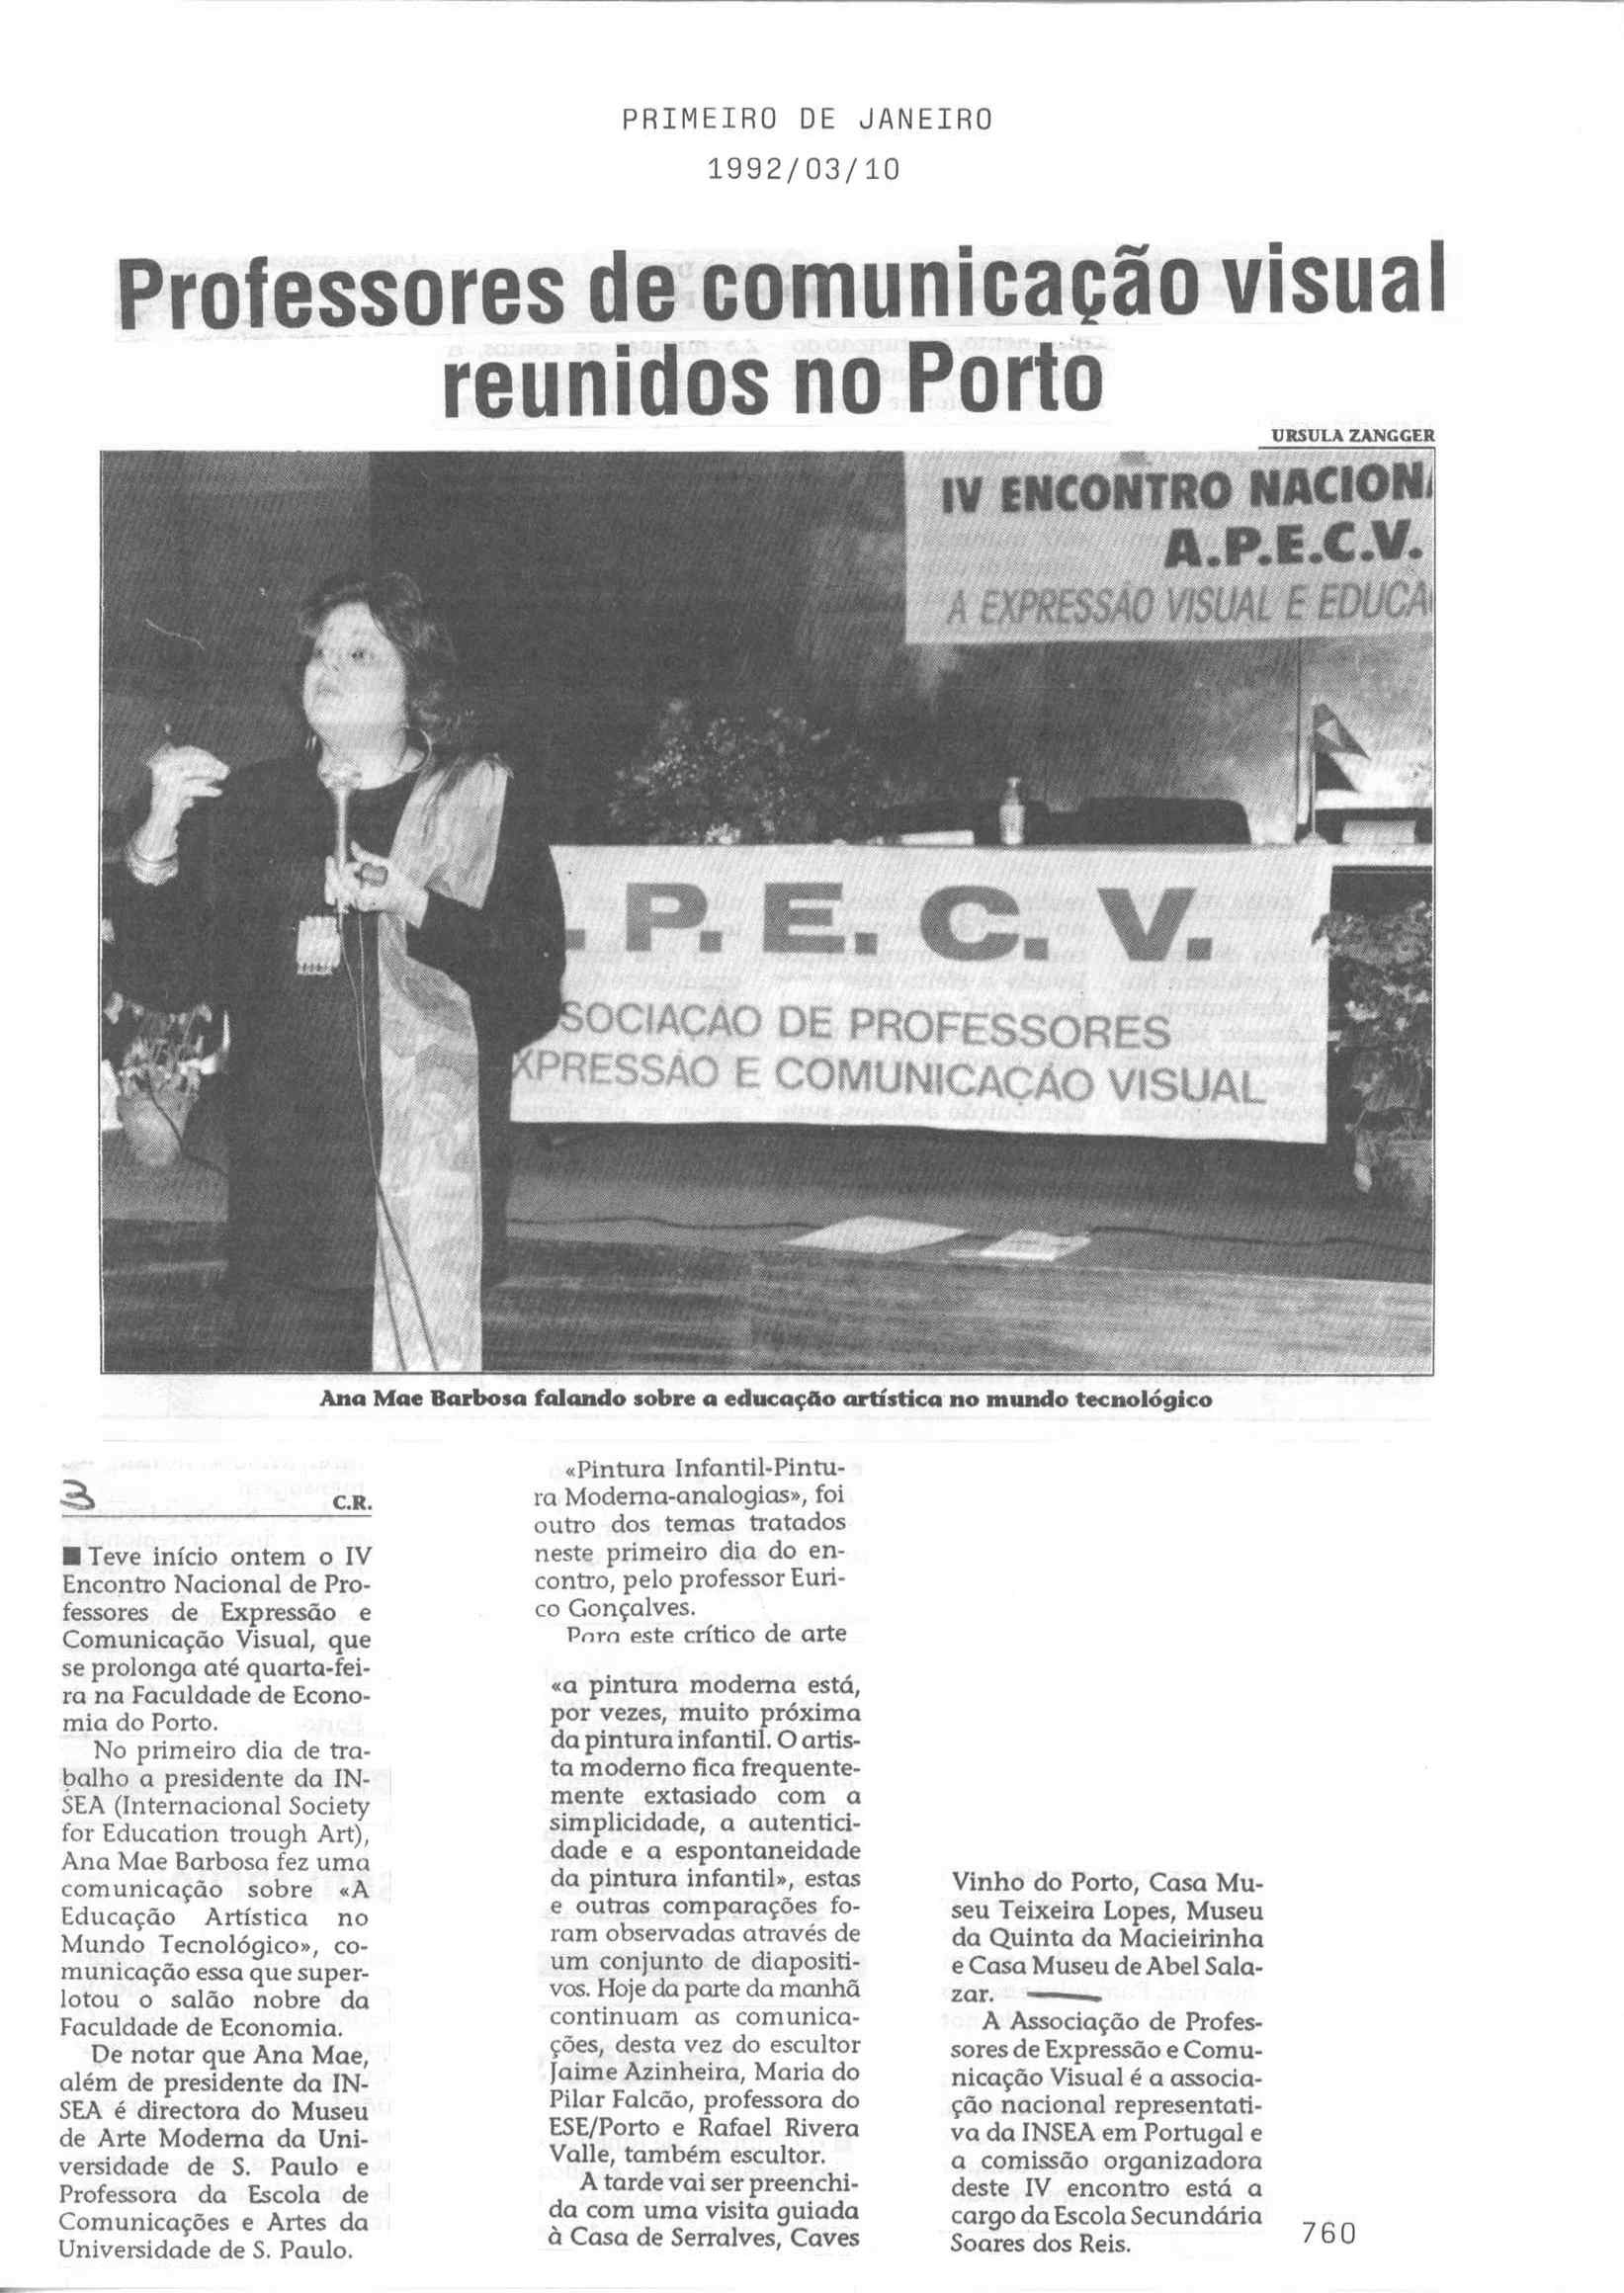 PRIMEIRO DE JANEIRO
1992/03/10
Professores de comunicação visual
reunidos no Porto
URSULA ZANGGER
IV ENCONTRO NACION
A.P.E.C.V.
A EXPRESSÃO VISUAL E EDUCA
. P. E. C. V.
SOCIAÇAO DE PROFESSORES
XPRESSÃO E COMUNICAÇÃO VISUAL
Ana Mae Barbosa falando sobre a educação artística no mundo tecnológico
3
C.R.
■ Teve início ontem o IV
Encontro Nacional de Pro-
fessores de Expressão e
Comunicação Visual, que
se prolonga até quarta-fei-
ra na Faculdade de Econo-
mia do Porto.
No primeiro dia de tra-
balho a presidente da IN-
SEA (Internacional Society
for Education trough Art),
Ana Mae Barbosa fez uma
comunicação sobre «A
Educação Artística no
Mundo Tecnológico», co-
municação essa que super-
lotou o salão nobre da
Faculdade de Economia.
De notar que Ana Mae,
além de presidente da IN-
SEA é directora do Museu
de Arte Moderna da Uni-
versidade de S. Paulo e
Professora da Escola de
Comunicações e Artes da
Universidade de S. Paulo.
«Pintura Infantil-Pintu-
ra Moderna-analogias», foi
outro dos temas tratados
neste primeiro dia do en-
contro, pelo professor Euri-
co Gonçalves.
Para este crítico de arte
«a pintura moderna está,
por vezes, muito próxima
da pintura infantil. O artis-
ta moderno fica frequente-
mente extasiado com a
simplicidade, a autentici-
dade e a espontaneidade
da pintura infantil», estas
e outras comparações fo-
ram observadas através de
um conjunto de diapositi-
vos. Hoje da parte da manhã
continuam as comunica-
ções, desta vez do escultor
Jaime Azinheira, Maria do
Pilar Falcão, professora do
ESE/Porto e Rafael Rivera
Valle, também escultor.
A tarde vai ser preenchi-
da com uma visita guiada
à Casa de Serralves, Caves
Vinho do Porto, Casa Mu-
seu Teixeira Lopes, Museu
da Quinta da Macieirinha
e Casa Museu de Abel Sala-
zar.
A Associação de Profes-
sores de Expressão e Comu-
nicação Visual é a associa-
ção nacional representati-
va da INSEA em Portugal e
a comissão organizadora
deste IV encontro está a
cargo da Escola Secundária
Soares dos Reis.
760